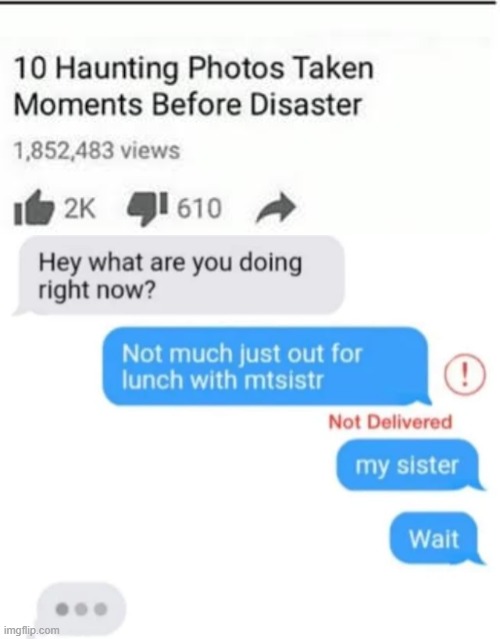 10 Haunting Photos Taken
Moments Before Disaster
1,852,483 views
2K 610
Hey what are you doing
right now?
Not much just out for
lunch with mtsistr
!
Not Delivered
my sister
Wait
imgflip.com